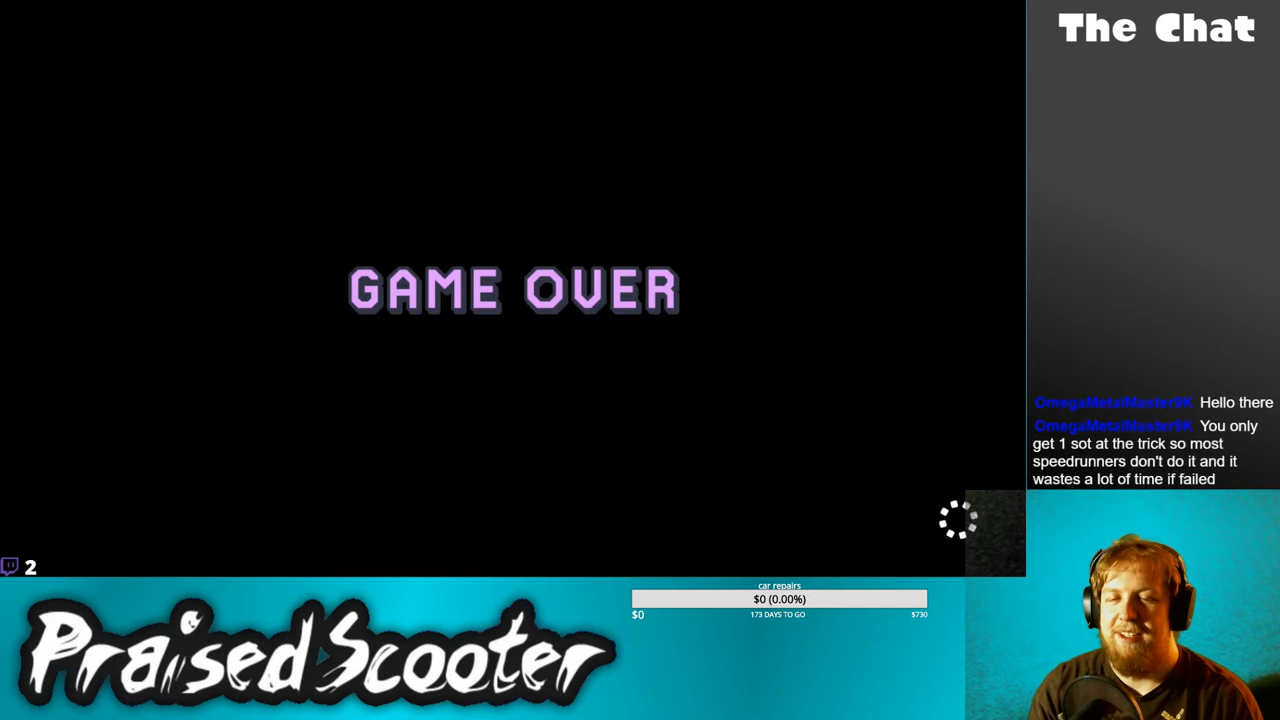 The Chat
GAME OVER
OmegaMetalMaster9K Hello there
OmegaMetalMaster9K You only
get 1 sot at the trick so most
speedrunners don't do it and it
wastes a lot of time if failed
2
car repairs
$0 (0.00%)
$0 173 DAYS TO GO $730
PraisedScooter